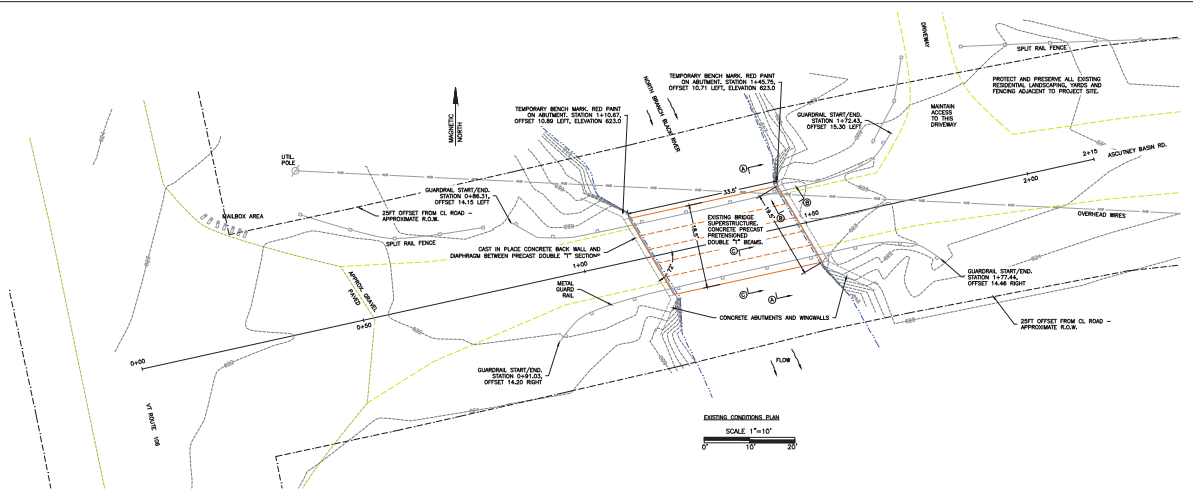 DRIVEWAY
SPLIT RAIL FENCE
PROTECT AND PRESERVE ALL EXISTING
RESIDENTIAL LANDSCAPING, YARDS AND
FENCING ADJACENT TO PROJECT SITE.
TEMPORARY BENCH MARK. RED PAINT
ON ABUTMENT. STATION 1+45.75,
OFFSET 10.71 LEFT, ELEVATION 623.0
NORTH BRANCH BLACK RIVER
TEMPORARY BENCH MARK. RED PAINT
ON ABUTMENT. STATION 1+10.67,
OFFSET 10.89 LEFT, ELEVATION 623.0
MAGNETIC
NORTH
GUARDRAIL START/END.
STATION 1+72.43,
OFFSET 15.30 LEFT
MAINTAIN
ACCESS
TO THIS
DRIVEWAY
2+15
ASCUTNEY BASIN RD.
UTIL.
POLE
A
2+00
GUARDRAIL START/END.
STATION 0+86.31,
OFFSET 14.15 LEFT
33.5'
B
25FT OFFSET FROM CL ROAD -
APPROXIMATE R.O.W.
MAILBOX AREA
SPLIT RAIL FENCE
19.5'
18.5'
B
1+50
OVERHEAD WIRES
EXISTING BRIDGE
SUPERSTRUCTURE,
CONCRETE PRECAST
PRETENSIONED
DOUBLE "T" BEAMS.
C
CAST IN PLACE CONCRETE BACK WALL AND
DIAPHRAGM BETWEEN PRECAST DOUBLE "T" SECTIONS
1+00
72°
APPROX. GRAVEL
PAVED
METAL
GUARD
RAIL
GUARDRAIL START/END.
STATION 1+77.44,
OFFSET 14.46 RIGHT
C
A
CONCRETE ABUTMENTS AND WINGWALLS
0+50
25FT OFFSET FROM CL ROAD -
APPROXIMATE R.O.W.
0+00
FLOW
GUARDRAIL START/END.
STATION 0+91.03,
OFFSET 14.20 RIGHT
VT ROUTE 106
EXISTING CONDITIONS PLAN
SCALE 1"=10'
0' 10' 20'